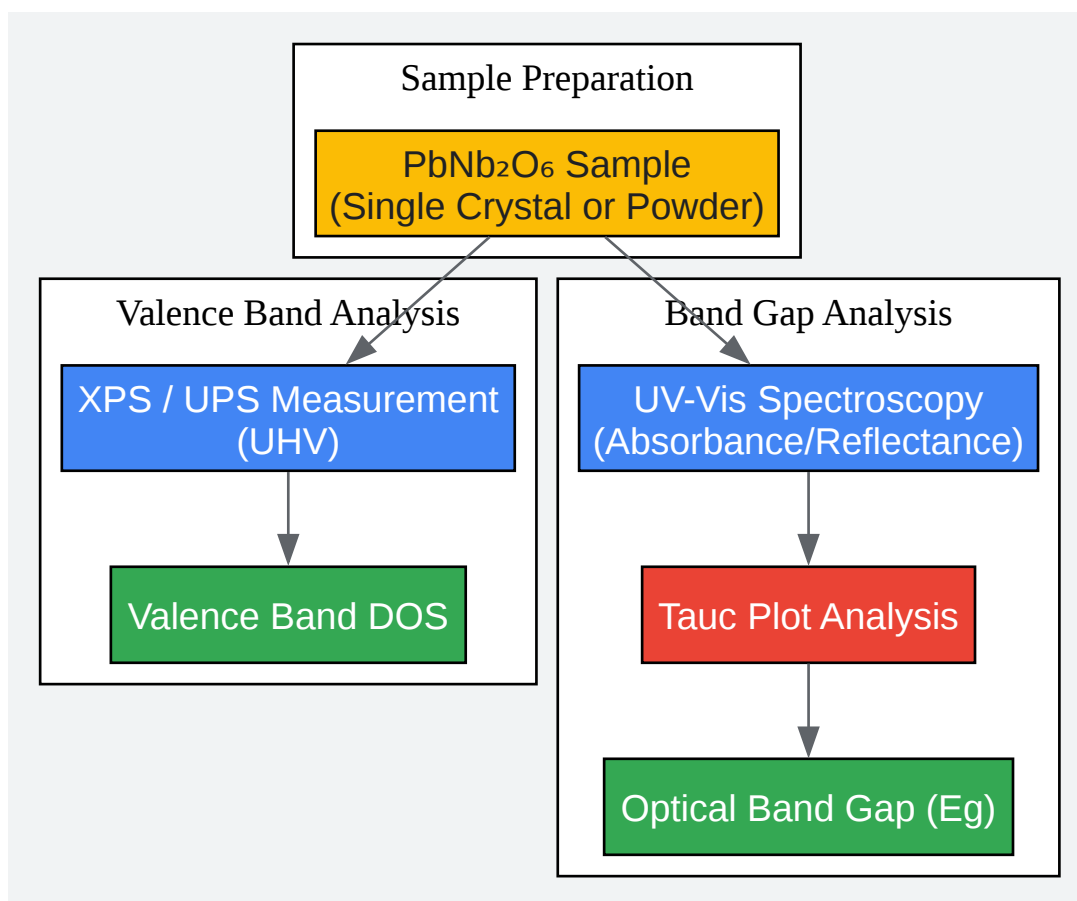 Sample Preparation
PbNb₂O₆ Sample
(Single Crystal or Powder)
Valence Band Analysis
XPS / UPS Measurement
(UHV)
Valence Band DOS
Band Gap Analysis
UV-Vis Spectroscopy
(Absorbance/Reflectance)
Tauc Plot Analysis
Optical Band Gap (Eg)